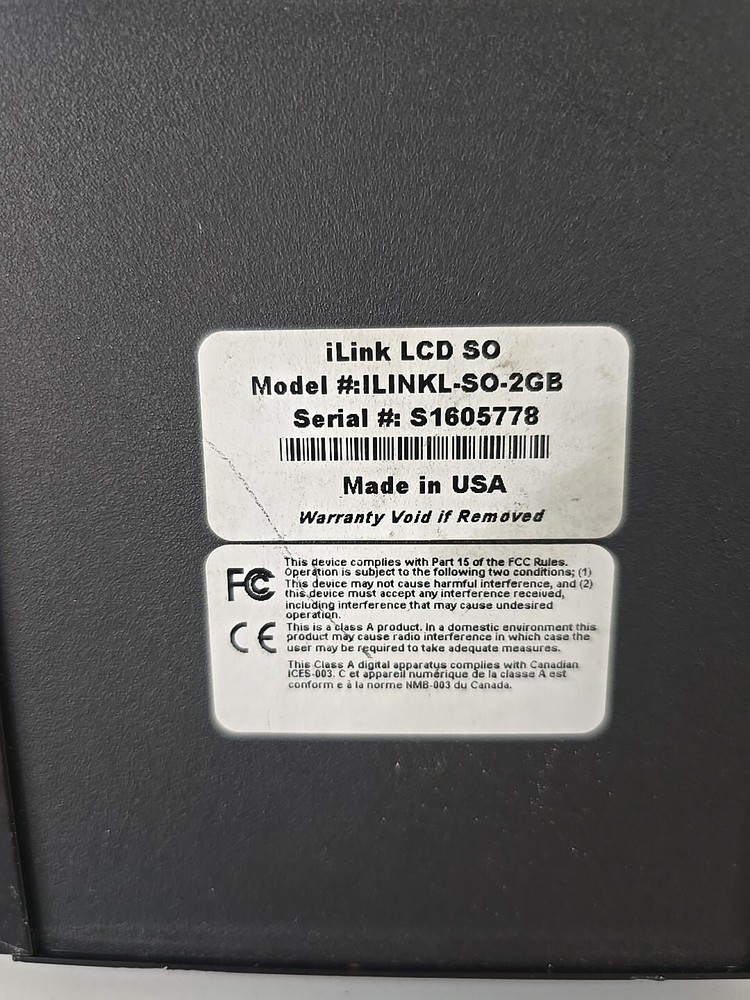 iLink LCD SO
Model #:ILINKL-SO-2GB
Serial #: S1605778
Made in USA
Warranty Void if Removed
FC
This device complies with Part 15 of the FCC Rules.
Operation is subject to the following two conditions; (1)
This device may not cause harmful interference, and (2)
this device must accept any interference received,
including interference that may cause undesired
operation.
CE
This is a class A product. In a domestic environment this
product may cause radio interference in which case the
user may be required to take adequate measures.
This Class A digital apparatus complies with Canadian
ICES-003. C et appareil numérique de la classe A est
conform e à la norme NMB-003 du Canada.